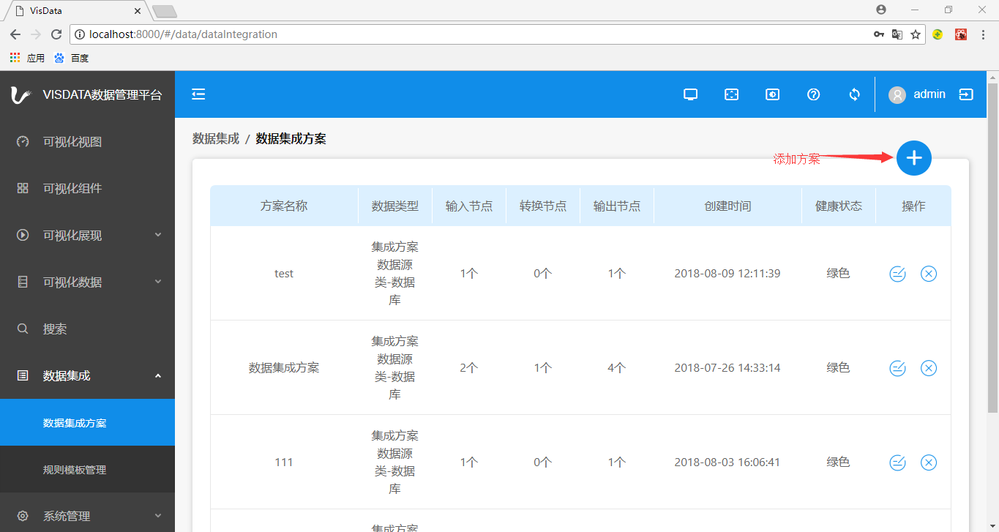 VisData
localhost:8000/#/data/dataIntegration
应用 百度
VISDATA数据管理平台
admin
可视化视图
可视化组件
可视化展现
可视化数据
搜索
数据集成
数据集成方案
规则模板管理
系统管理
数据集成 / 数据集成方案
添加方案
方案名称 数据类型 输入节点 转换节点 输出节点 创建时间 健康状态 操作
集成方案
数据源
类-数据
库
test 1个 0个 1个 2018-08-09 12:11:39 绿色
集成方案
数据源
类-数据
库
数据集成方案 2个 1个 4个 2018-07-26 14:33:14 绿色
集成方案
数据源
类-数据
库
111 1个 0个 1个 2018-08-03 16:06:41 绿色
集成方案